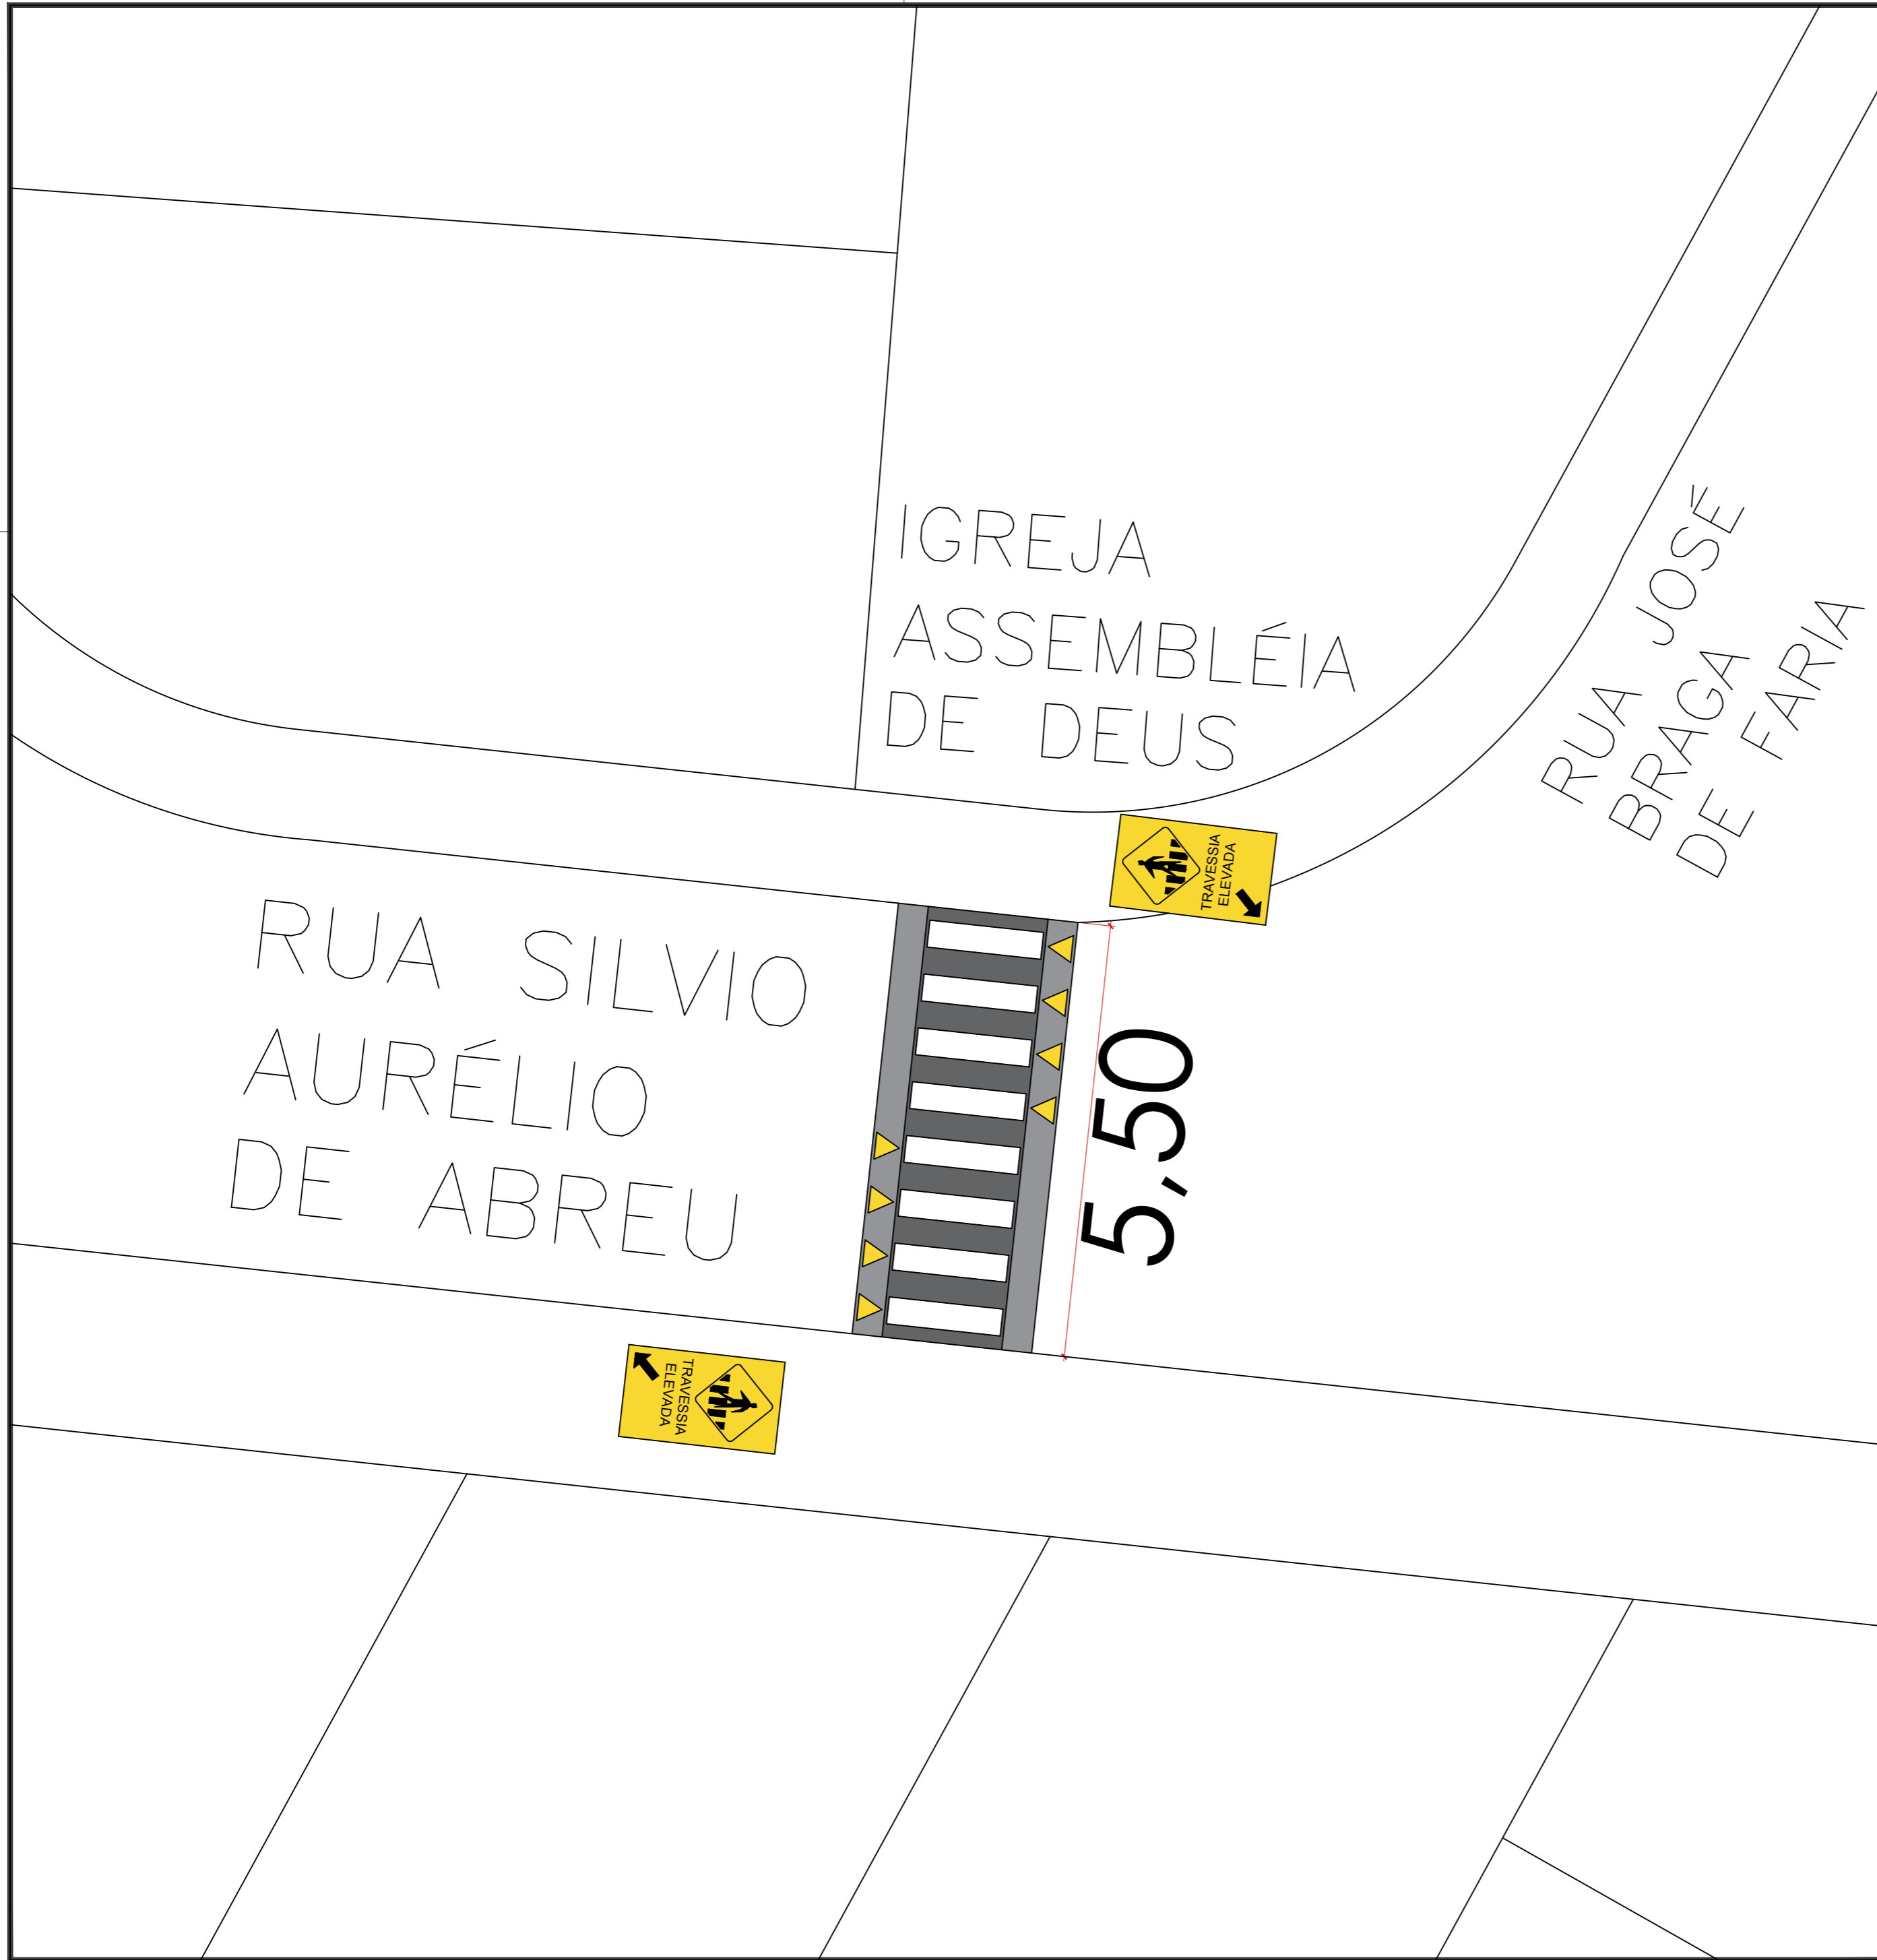 IGREJA
ASSEMBLÉIA
DE DEUS
RUA JOSÉ
BRAGA
DE FARIA
TRAVESSIA
ELEVADA
RUA SILVIO
AURÉLIO
DE ABREU
5,50
TRAVESSIA
ELEVADA